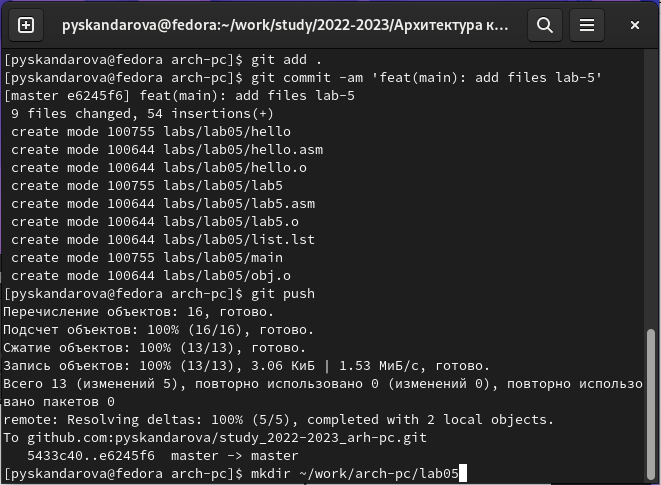 pyskandarova@fedora:~/work/study/2022-2023/Архитектура к...
[pyskandarova@fedora arch-pc]$ git add .
[pyskandarova@fedora arch-pc]$ git commit -am 'feat(main): add files lab-5'
[master e6245f6] feat(main): add files lab-5
 9 files changed, 54 insertions(+)
 create mode 100755 labs/lab05/hello
 create mode 100644 labs/lab05/hello.asm
 create mode 100644 labs/lab05/hello.o
 create mode 100755 labs/lab05/lab5
 create mode 100644 labs/lab05/lab5.asm
 create mode 100644 labs/lab05/lab5.o
 create mode 100644 labs/lab05/list.lst
 create mode 100755 labs/lab05/main
 create mode 100644 labs/lab05/obj.o
[pyskandarova@fedora arch-pc]$ git push
Перечисление объектов: 16, готово.
Подсчет объектов: 100% (16/16), готово.
Сжатие объектов: 100% (13/13), готово.
Запись объектов: 100% (13/13), 3.06 КиБ | 1.53 МиБ/с, готово.
Всего 13 (изменений 5), повторно использовано 0 (изменений 0), повторно использо
вано пакетов 0
remote: Resolving deltas: 100% (5/5), completed with 2 local objects.
To github.com:pyskandarova/study_2022-2023_arh-pc.git
   5433c40..e6245f6  master -> master
[pyskandarova@fedora arch-pc]$ mkdir ~/work/arch-pc/lab05